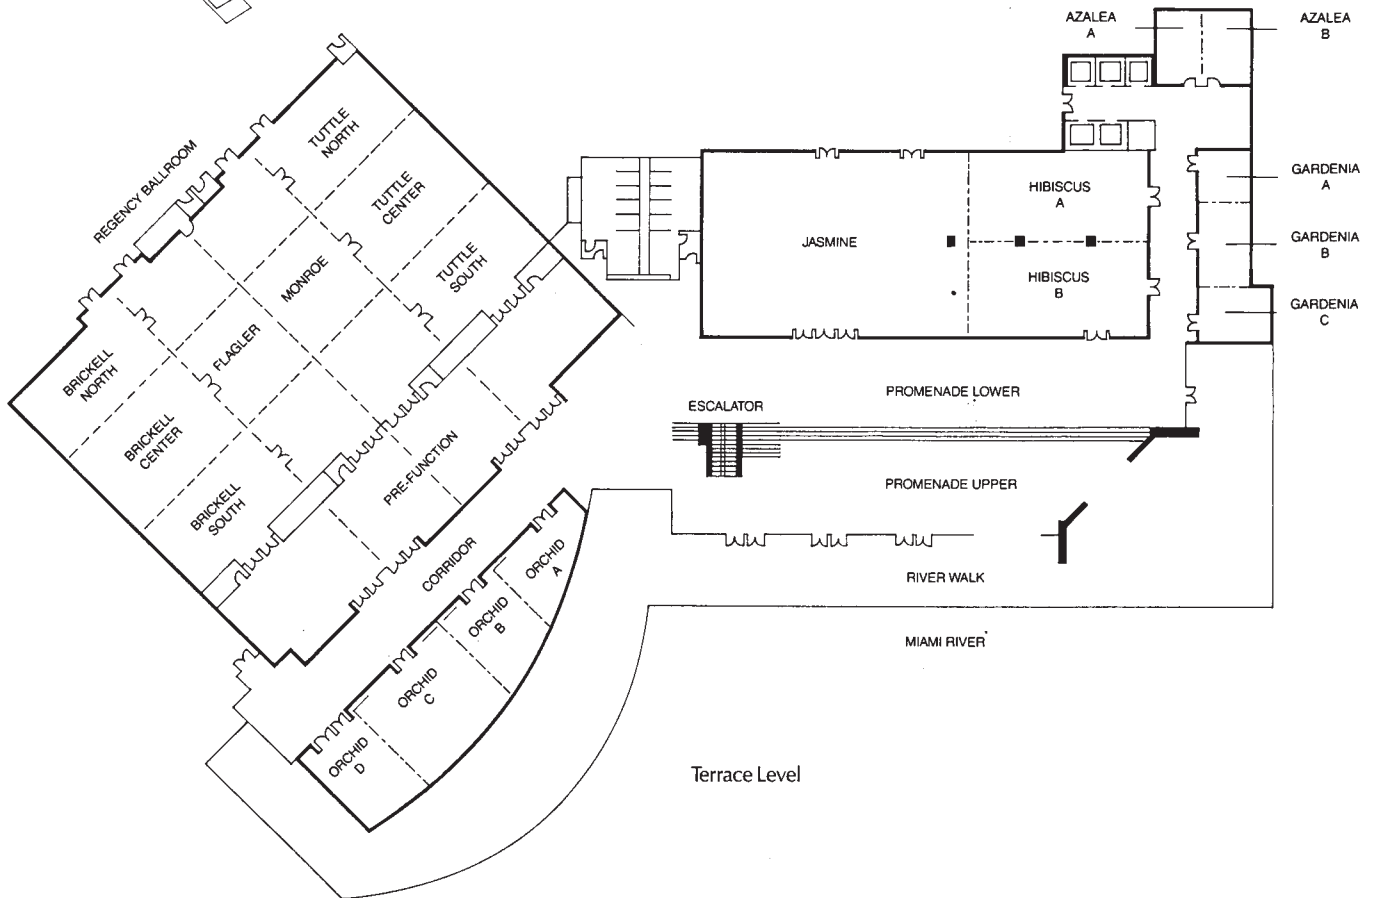 AZALEA
A
AZALEA
B
REGENCY BALLROOM
TUTTLE
NORTH
TUTTLE
CENTER
TUTTLE
SOUTH
MONROE
FLAGLER
BRICKELL
NORTH
BRICKELL
CENTER
BRICKELL
SOUTH
PRE-FUNCTION
CORRIDOR
ORCHID
A
ORCHID
B
ORCHID
C
ORCHID
D
JASMINE
HIBISCUS
A
HIBISCUS
B
GARDENIA
A
GARDENIA
B
GARDENIA
C
PROMENADE LOWER
ESCALATOR
PROMENADE UPPER
RIVER WALK
MIAMI RIVER
Terrace Level